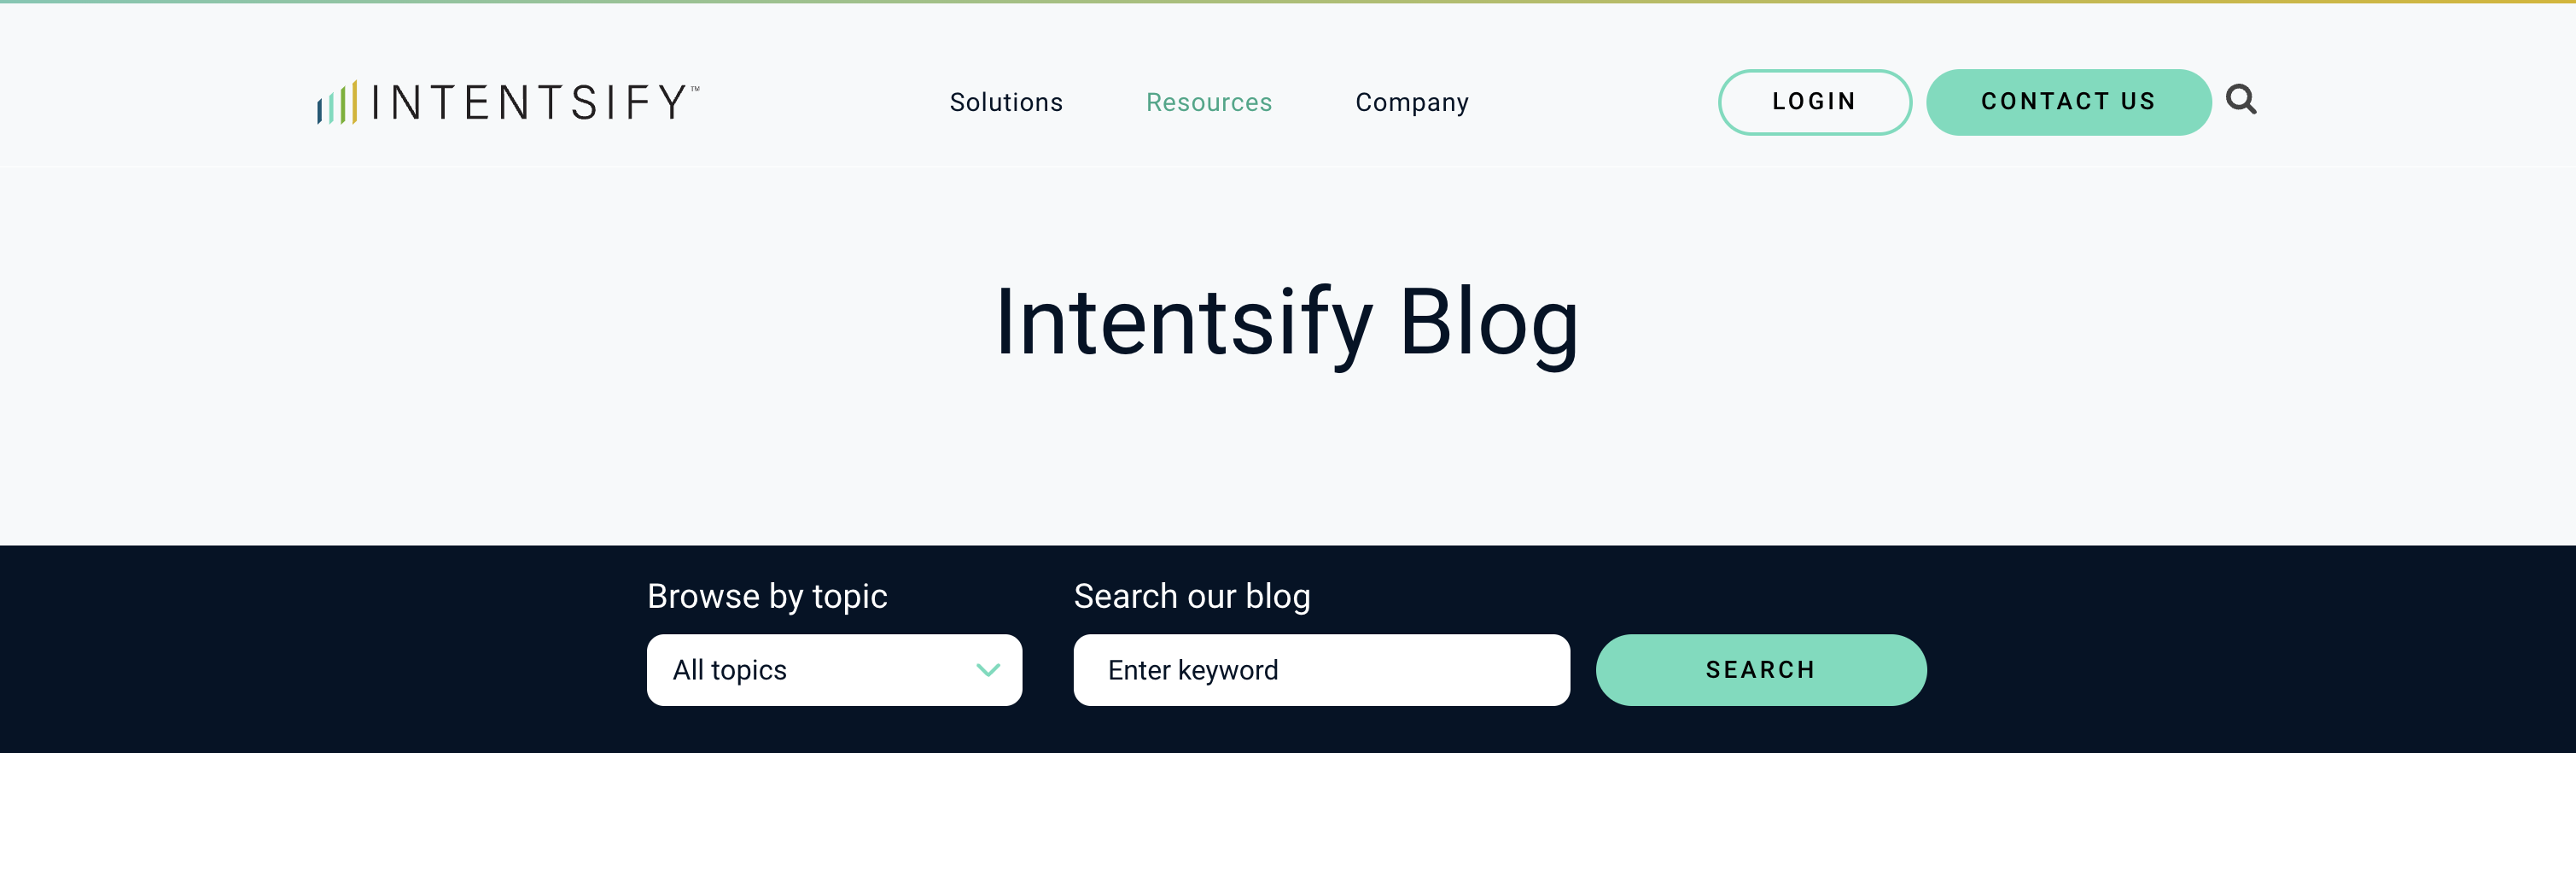 INTENTSIFY™
Solutions
Resources
Company
LOGIN
CONTACT US
Intentsify Blog
Browse by topic
Search our blog
All topics
Enter keyword
SEARCH